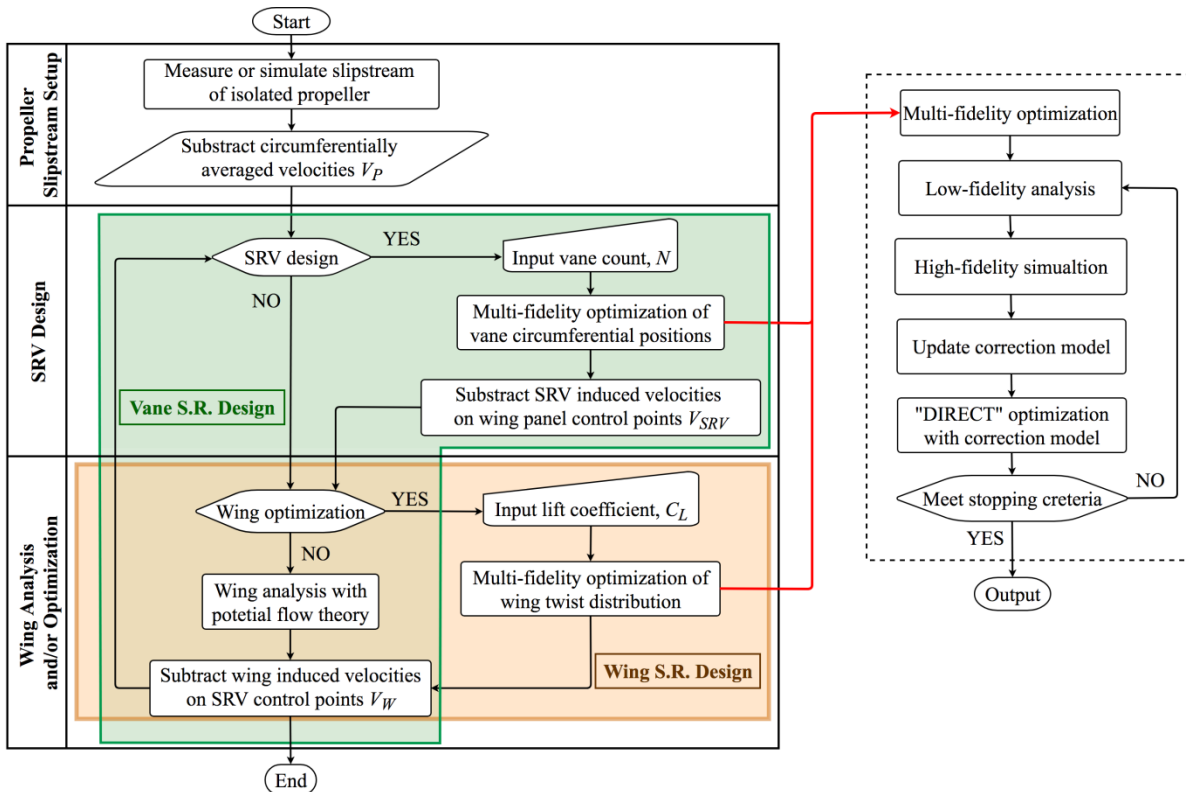 Start
Propeller
Slipstream Setup
Measure or simulate slipstream
of isolated propeller
Substract circumferentially
averaged velocities V_P
SRV Design
SRV design
YES
NO
Input vane count, N
Multi-fidelity optimization of
vane circumferential positions
Substract SRV induced velocities
on wing panel control points V_SRV
Vane S.R. Design
Wing Analysis
and/or Optimization
Wing optimization
YES
NO
Input lift coefficient, C_L
Wing analysis with
potetial flow theory
Multi-fidelity optimization of
wing twist distribution
Subtract wing induced velocities
on SRV control points V_W
Wing S.R. Design
End
Multi-fidelity optimization
Low-fidelity analysis
High-fidelity simualtion
Update correction model
"DIRECT" optimization
with correction model
Meet stopping creteria
NO
YES
Output